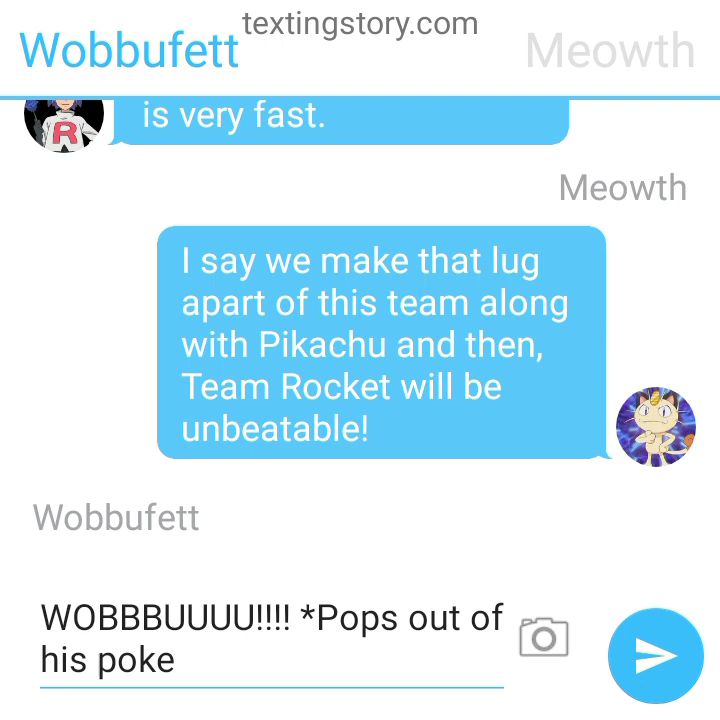 textingstory.com
Wobbufett
Meowth
R
is very fast.
Meowth
I say we make that lug
apart of this team along
with Pikachu and then,
Team Rocket will be
unbeatable!
Wobbufett
WOBBBUUUU!!!! *Pops out of
his poke